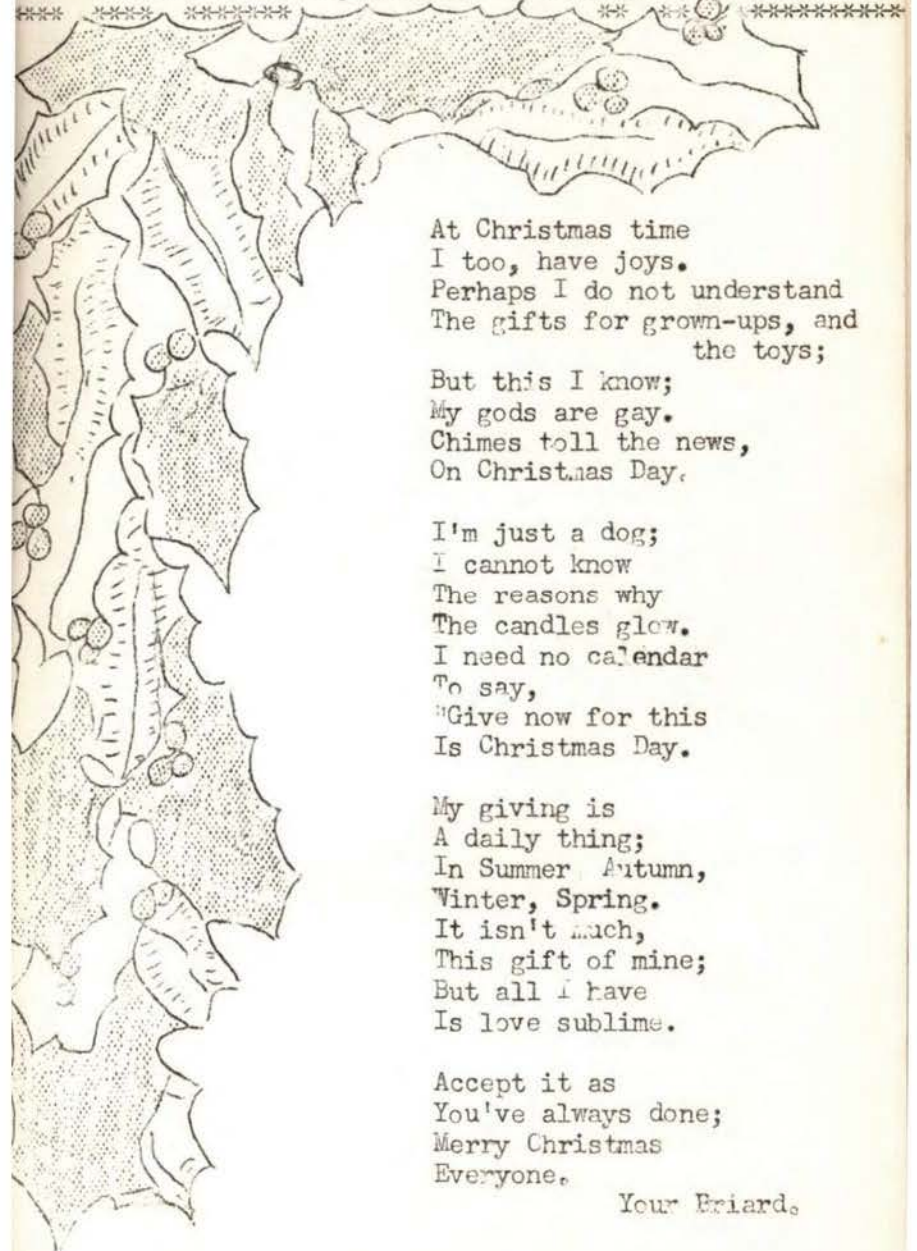 At Christmas time
I too, have joys.
Perhaps I do not understand
The gifts for grown-ups, and
the toys;
But this I know;
My gods are gay.
Chimes toll the news,
On Christmas Day.

I'm just a dog;
I cannot know
The reasons why
The candles glow.
I need no calendar
To say,
"Give now for this
Is Christmas Day.

My giving is
A daily thing;
In Summer Autumn,
Winter, Spring.
It isn't much,
This gift of mine;
But all I have
Is love sublime.

Accept it as
You've always done;
Merry Christmas
Everyone.
Your Briard.